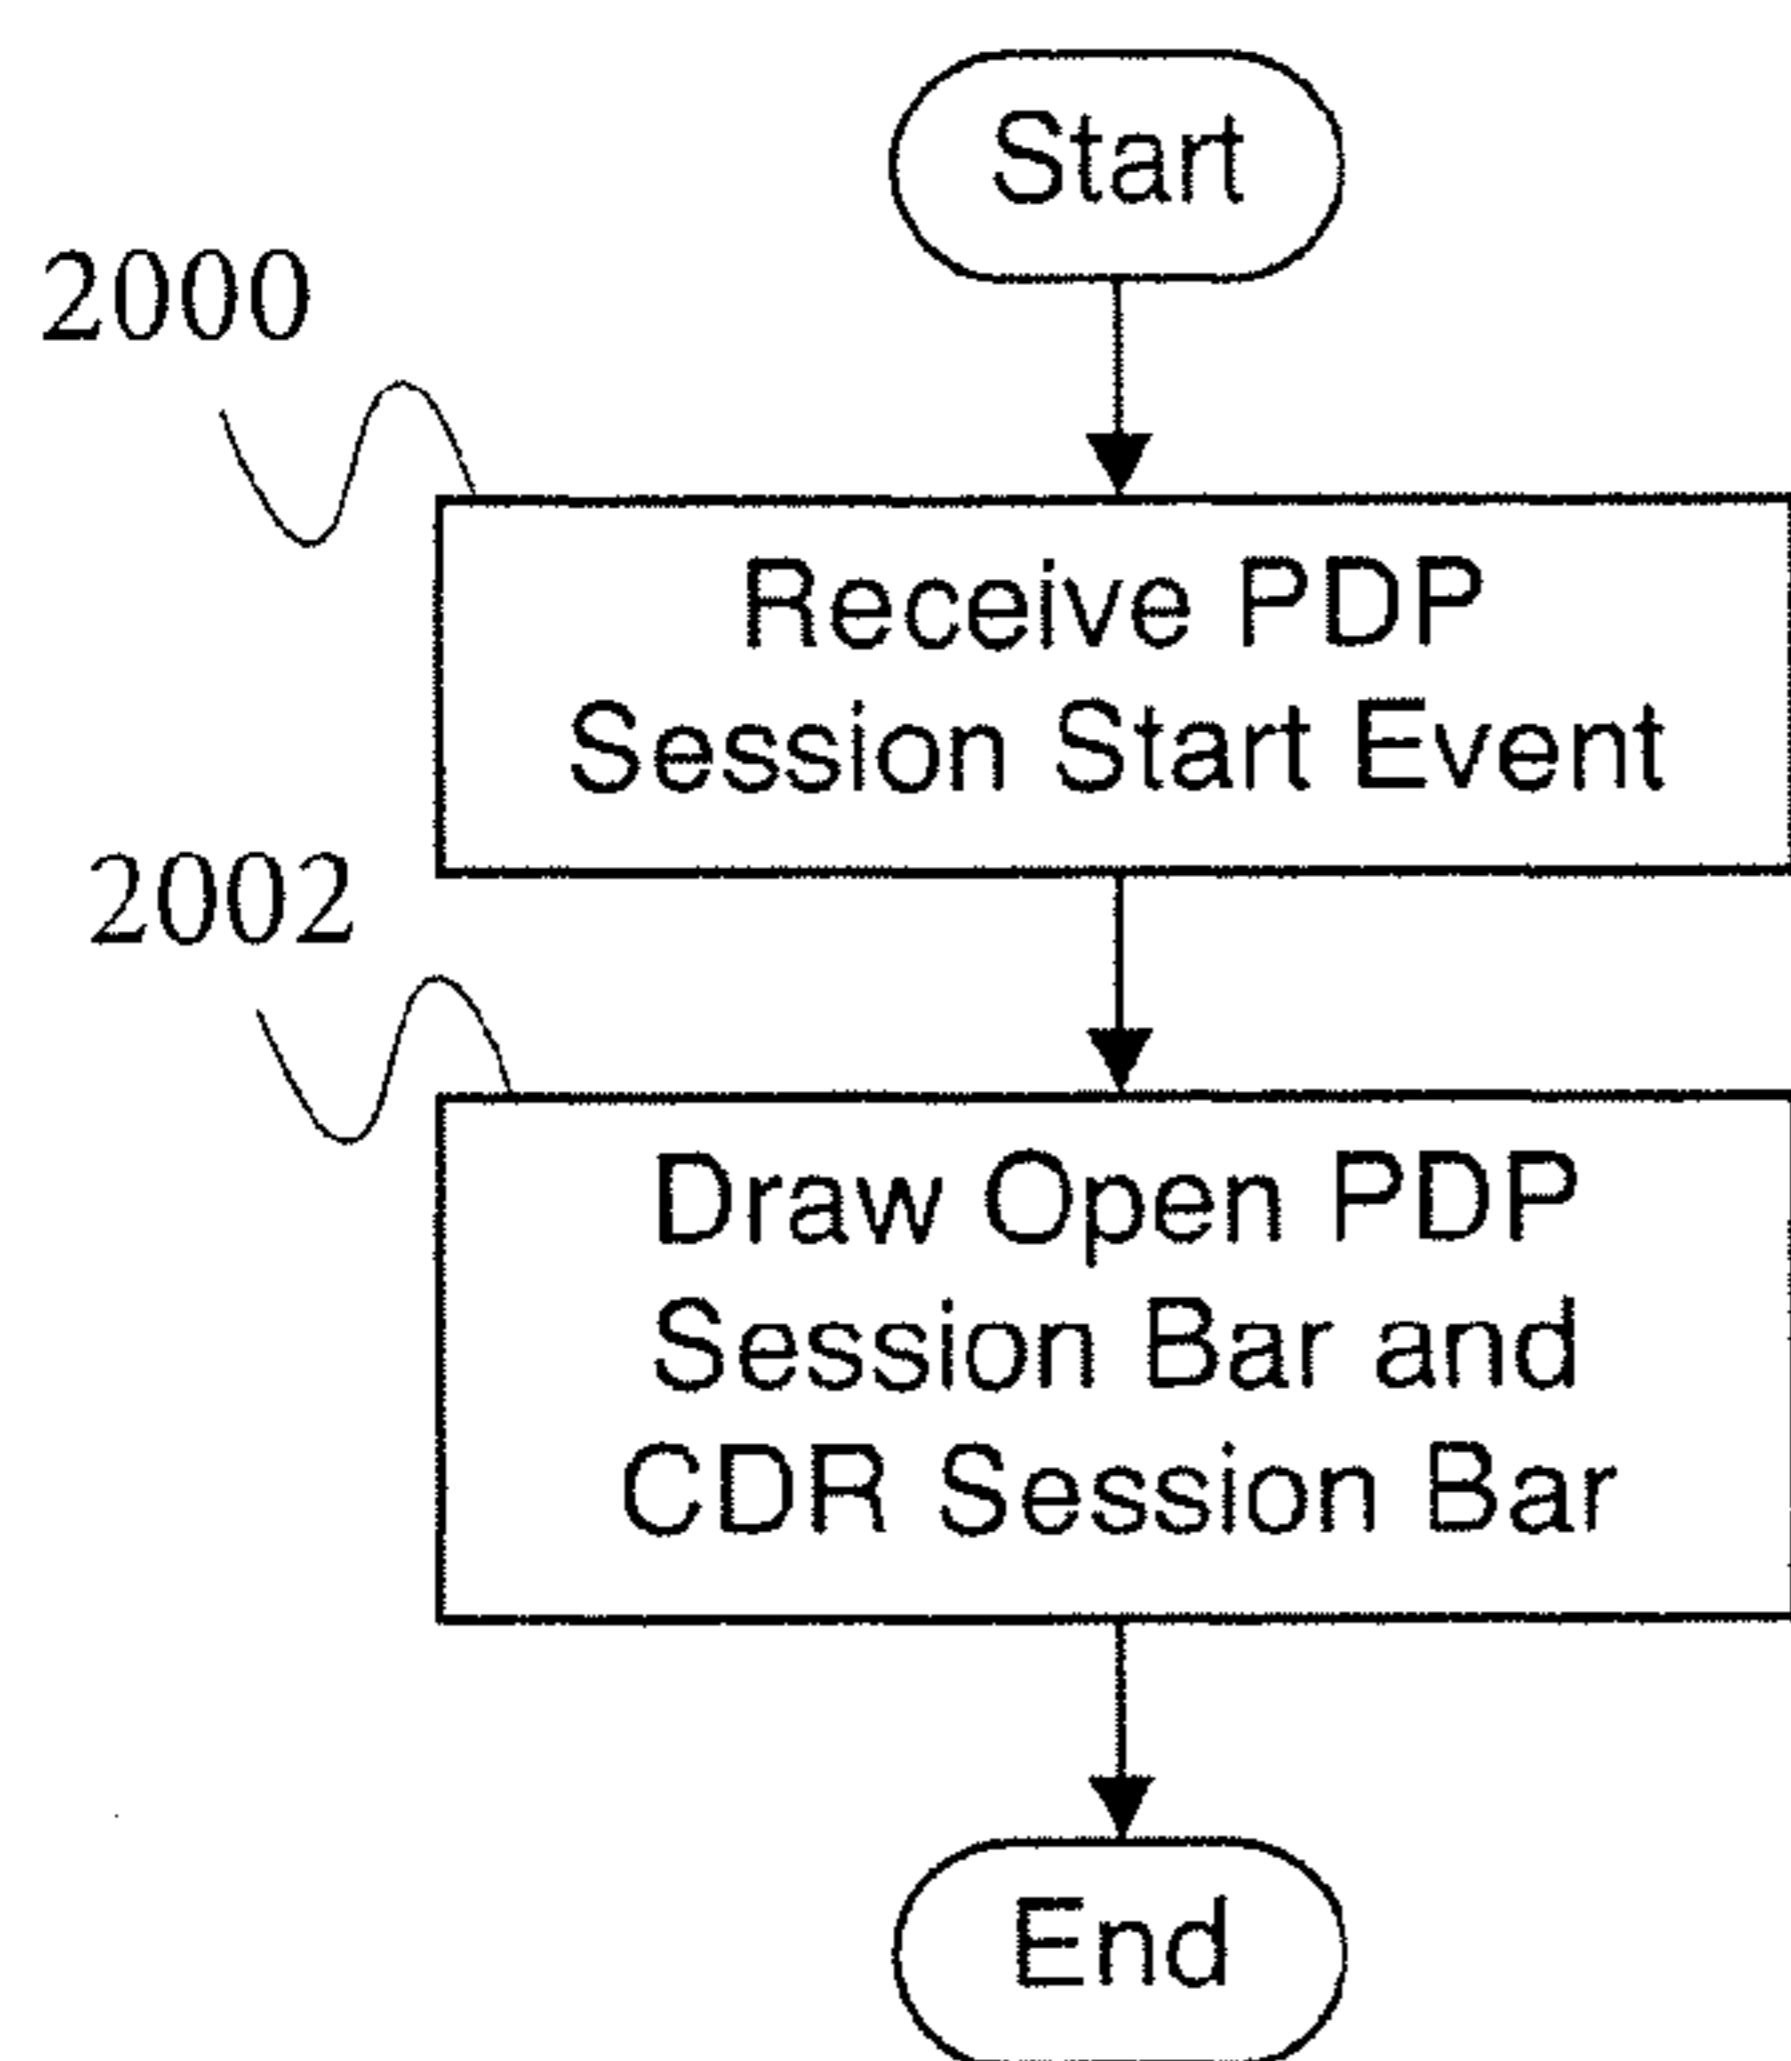 Start
2000
Receive PDP
Session Start Event
2002
Draw Open PDP
Session Bar and
CDR Session Bar
End